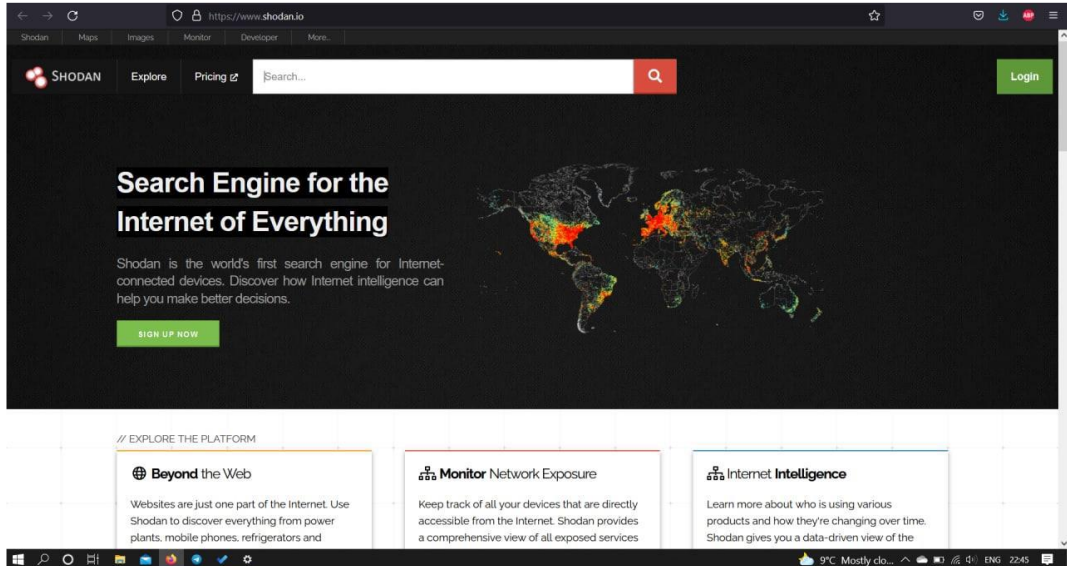 https://www.shodan.io
ABP
Shodan Maps Images Monitor Developer More...
SHODAN Explore Pricing Search... Login
Search Engine for the
Internet of Everything
Shodan is the world's first search engine for Internet-
connected devices. Discover how Internet intelligence can
help you make better decisions.
SIGN UP NOW
// EXPLORE THE PLATFORM
Beyond the Web
Websites are just one part of the Internet. Use
Shodan to discover everything from power
plants, mobile phones, refrigerators and
Monitor Network Exposure
Keep track of all your devices that are directly
accessible from the Internet. Shodan provides
a comprehensive view of all exposed services
Internet Intelligence
Learn more about who is using various
products and how they're changing over time.
Shodan gives you a data-driven view of the
9°C Mostly clo... ENG 22:45